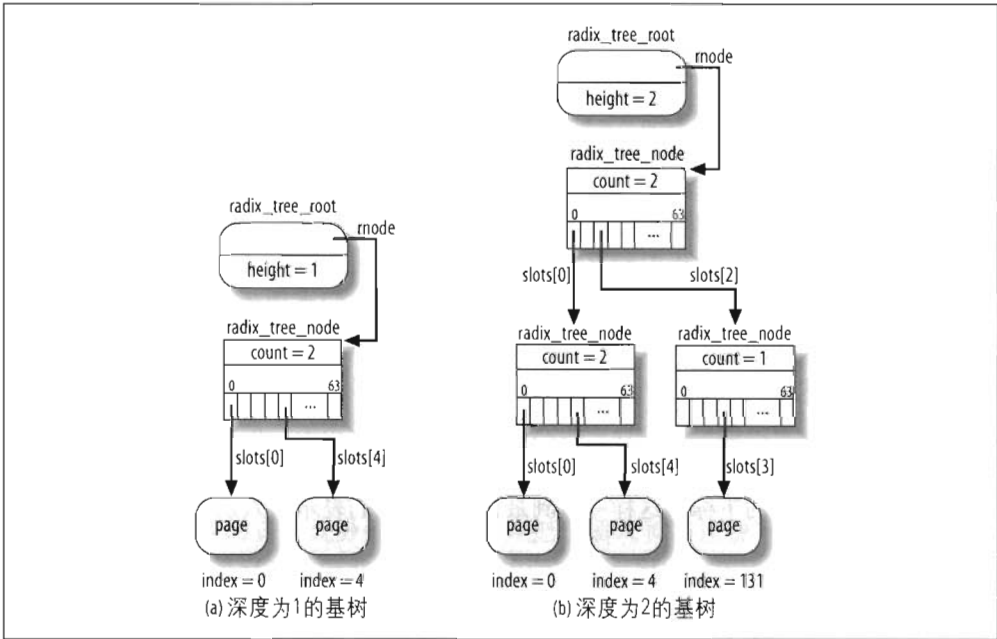 radix_tree_root
rnode
height = 1
radix_tree_node
count = 2
0 63
...
slots[0] slots[4]
page page
index = 0 index = 4
(a) 深度为1的基树
radix_tree_root
rnode
height = 2
radix_tree_node
count = 2
0 63
...
slots[0] slots[2]
radix_tree_node radix_tree_node
count = 2 count = 1
0 63 0 63
... ...
slots[0] slots[4] slots[3]
page page page
index = 0 index = 4 index = 131
(b) 深度为2的基树